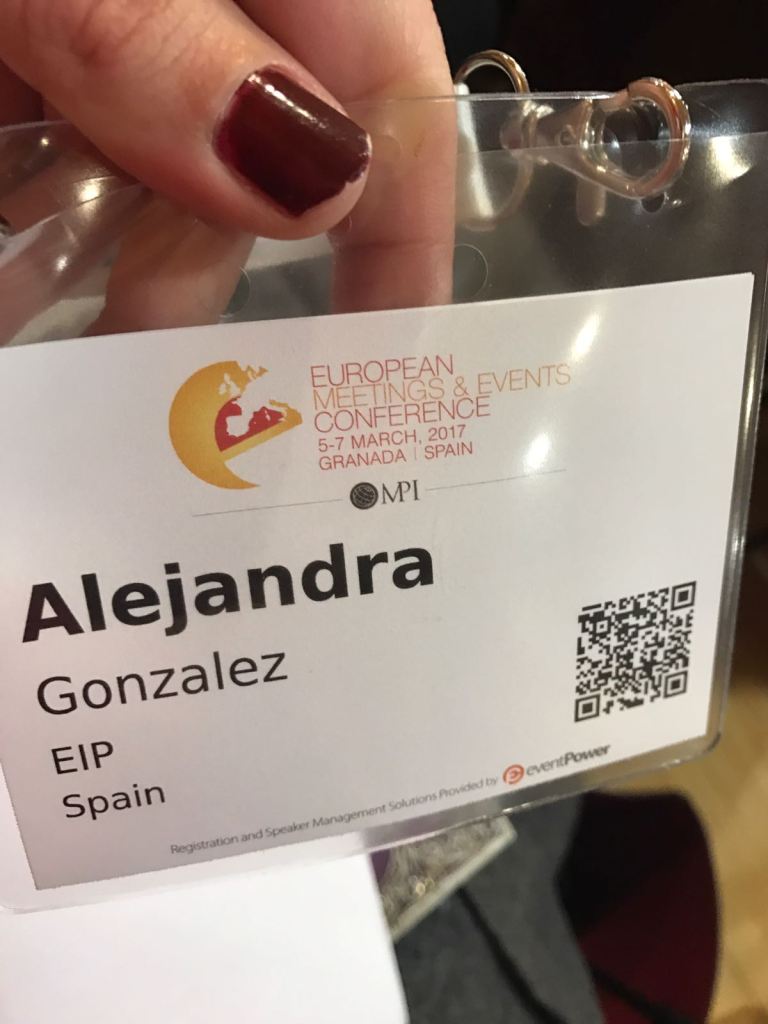 EUROPEAN
MEETINGS & EVENTS
CONFERENCE
5-7 MARCH, 2017
GRANADA | SPAIN
MPI
Alejandra
Gonzalez
EIP
Spain
Registration and Speaker Management Solutions Provided by eventPower